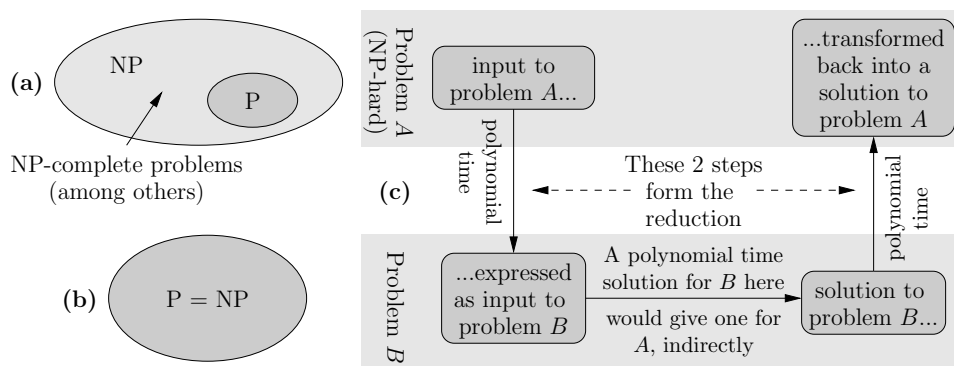 (a)
NP
P
NP-complete problems
(among others)
(b)
P = NP
(c)
Problem A
(NP-hard)
input to
problem A...
...transformed
back into a
solution to
problem A
polynomial
time
These 2 steps
form the
reduction
polynomial
time
Problem B
...expressed
as input to
problem B
A polynomial time
solution for B here
would give one for
A, indirectly
solution to
problem B...